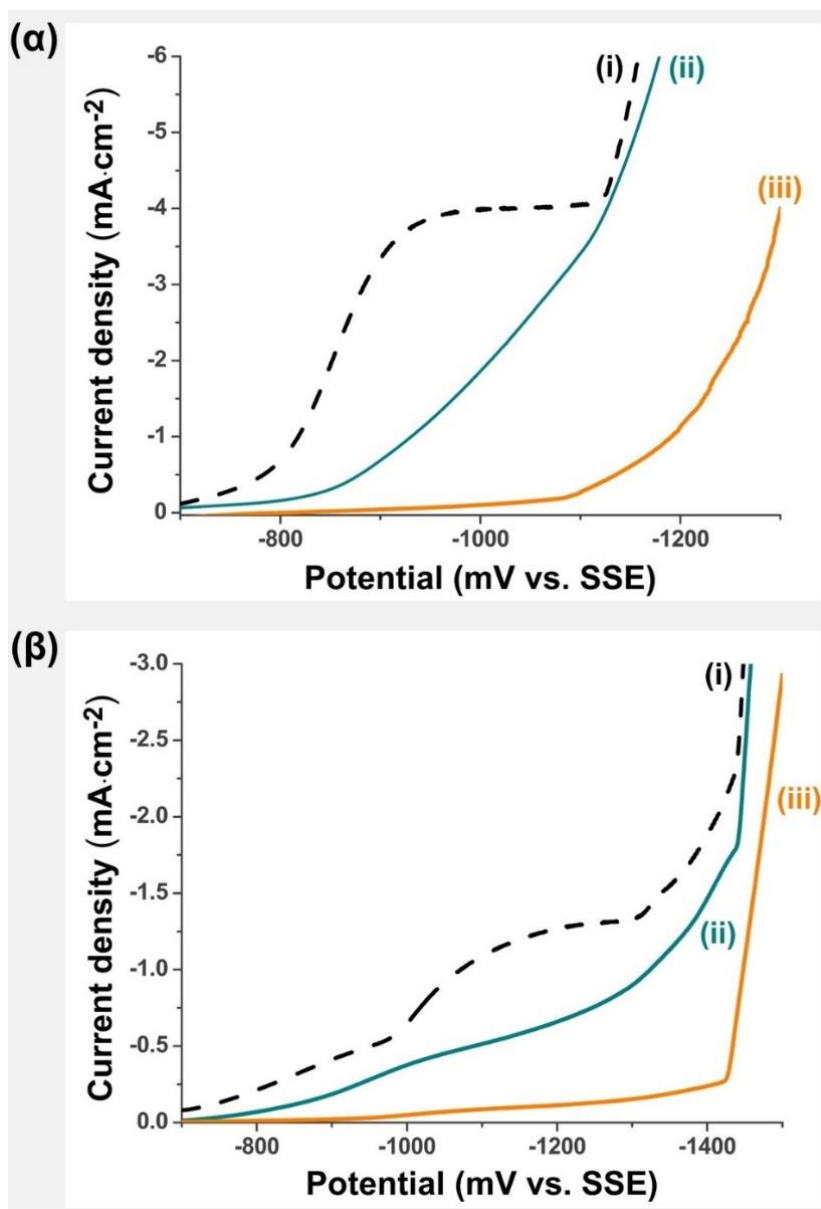 (α)
-6
-5
-4
-3
-2
-1
0
Current density (mA·cm-2)
(i)
(ii)
(iii)
-800
-1000
-1200
Potential (mV vs. SSE)
(β)
-3.0
-2.5
-2.0
-1.5
-1.0
-0.5
0.0
Current density (mA·cm-2)
(i)
(iii)
(ii)
-800
-1000
-1200
-1400
Potential (mV vs. SSE)